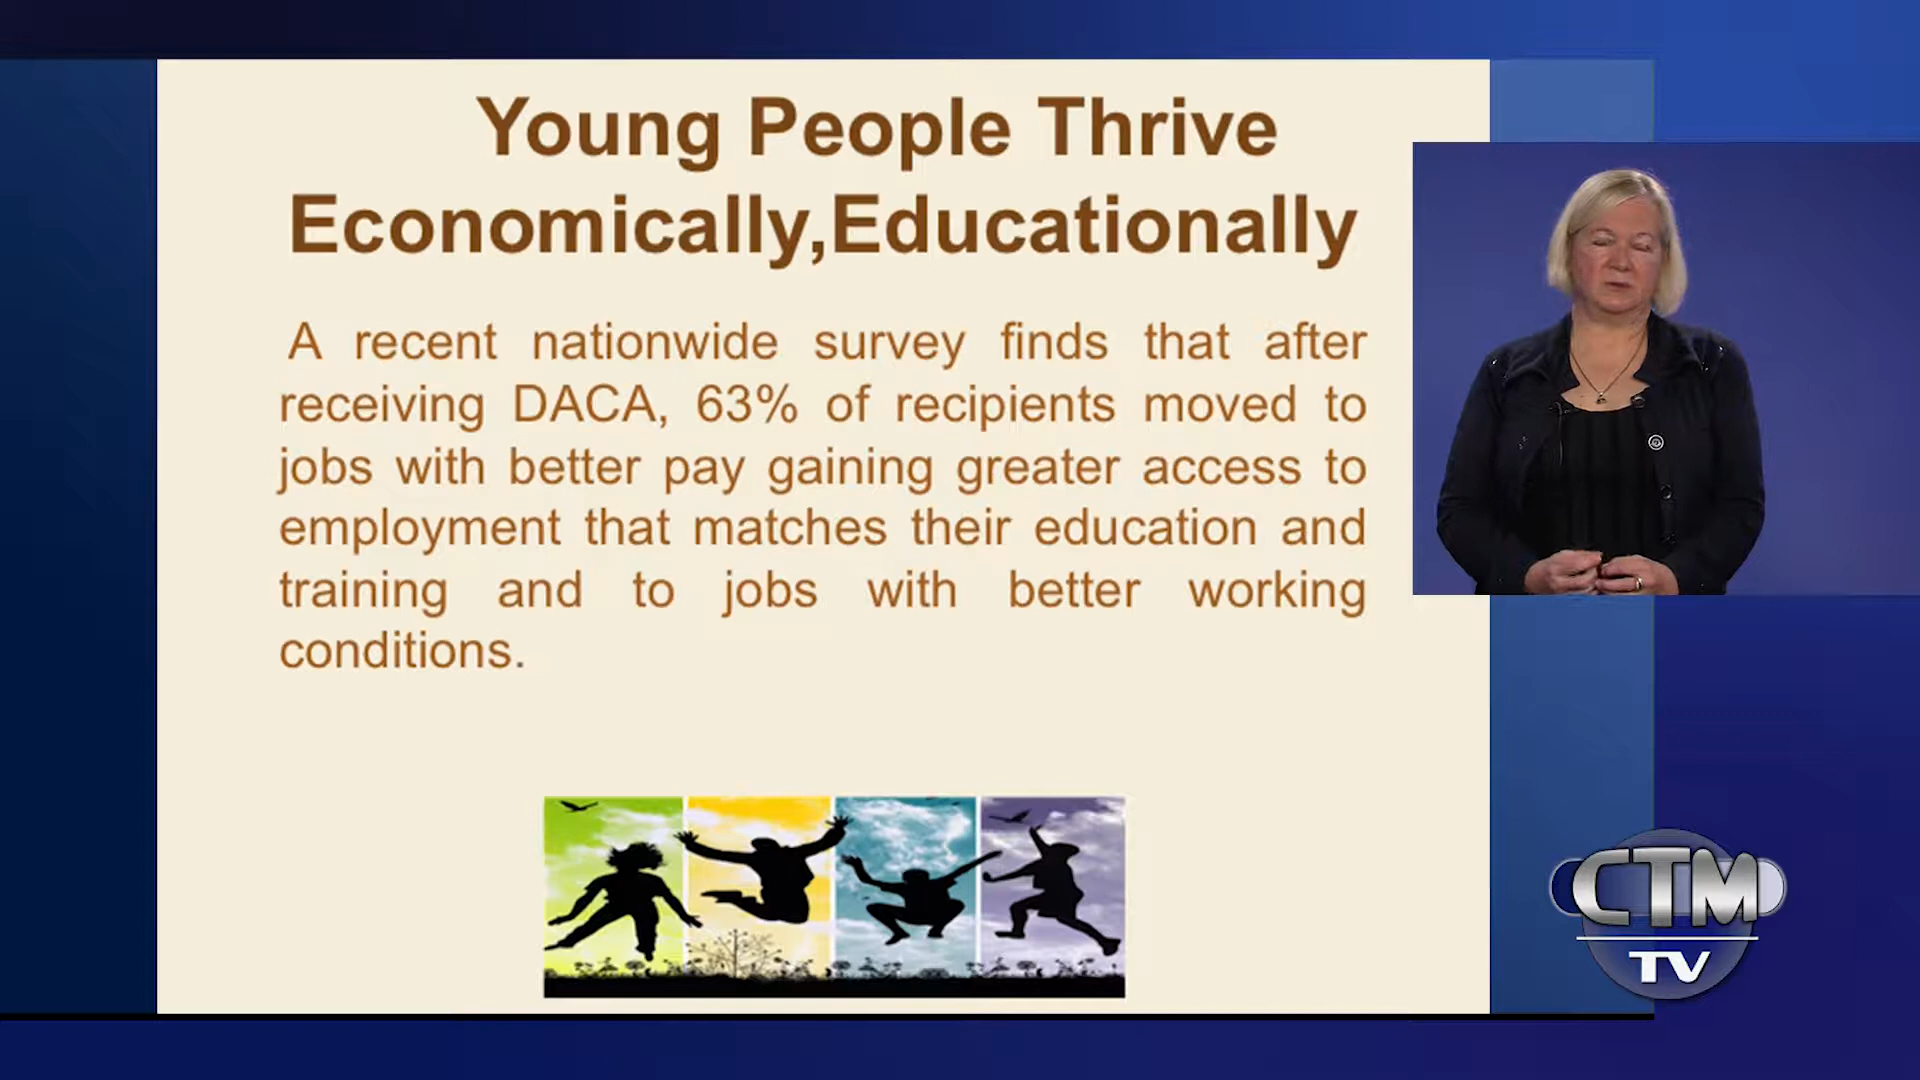 Young People Thrive
Economically,Educationally
A recent nationwide survey finds that after
receiving DACA, 63% of recipients moved to
jobs with better pay gaining greater access to
employment that matches their education and
training and to jobs with better working
conditions.
CTM
TV